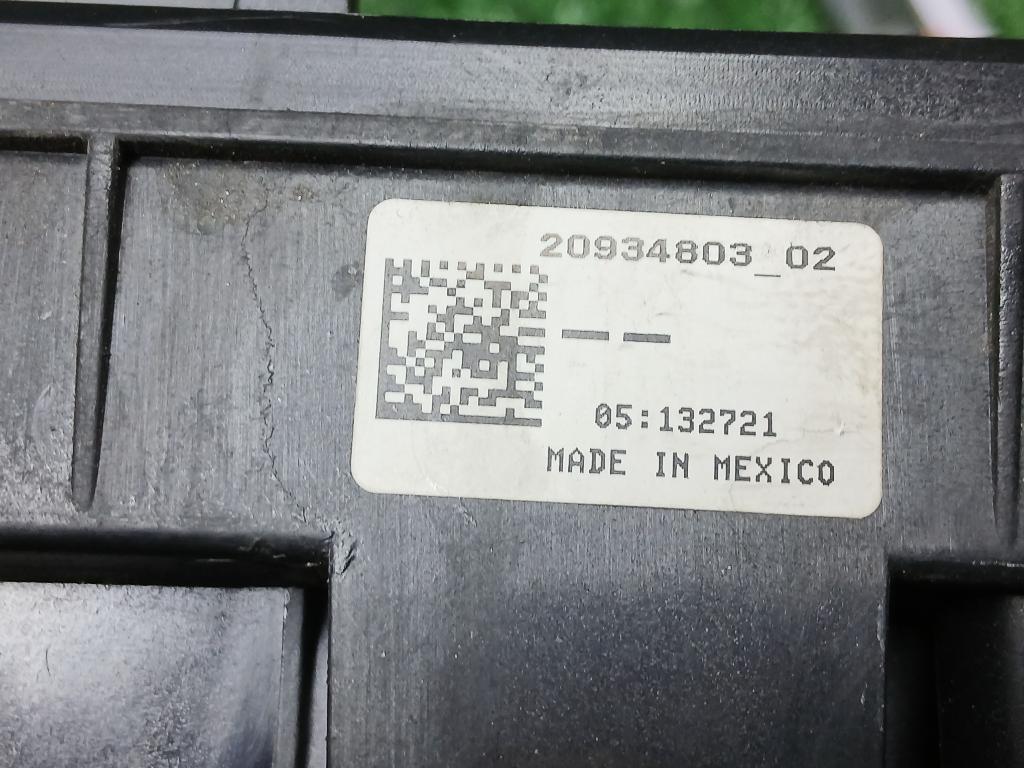 20934803_02
— —
05:132721
MADE IN MEXICO